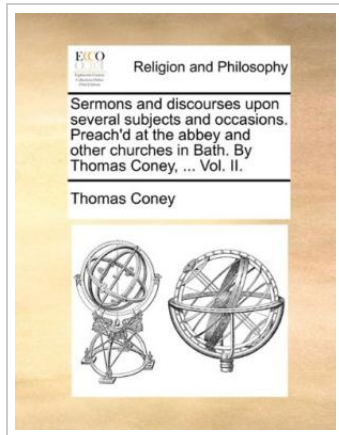 ECCO
Religion and Philosophy
Sermons and discourses upon
several subjects and occasions.
Preach'd at the abbey and
other churches in Bath. By
Thomas Coney, ... Vol. II.
Thomas Coney